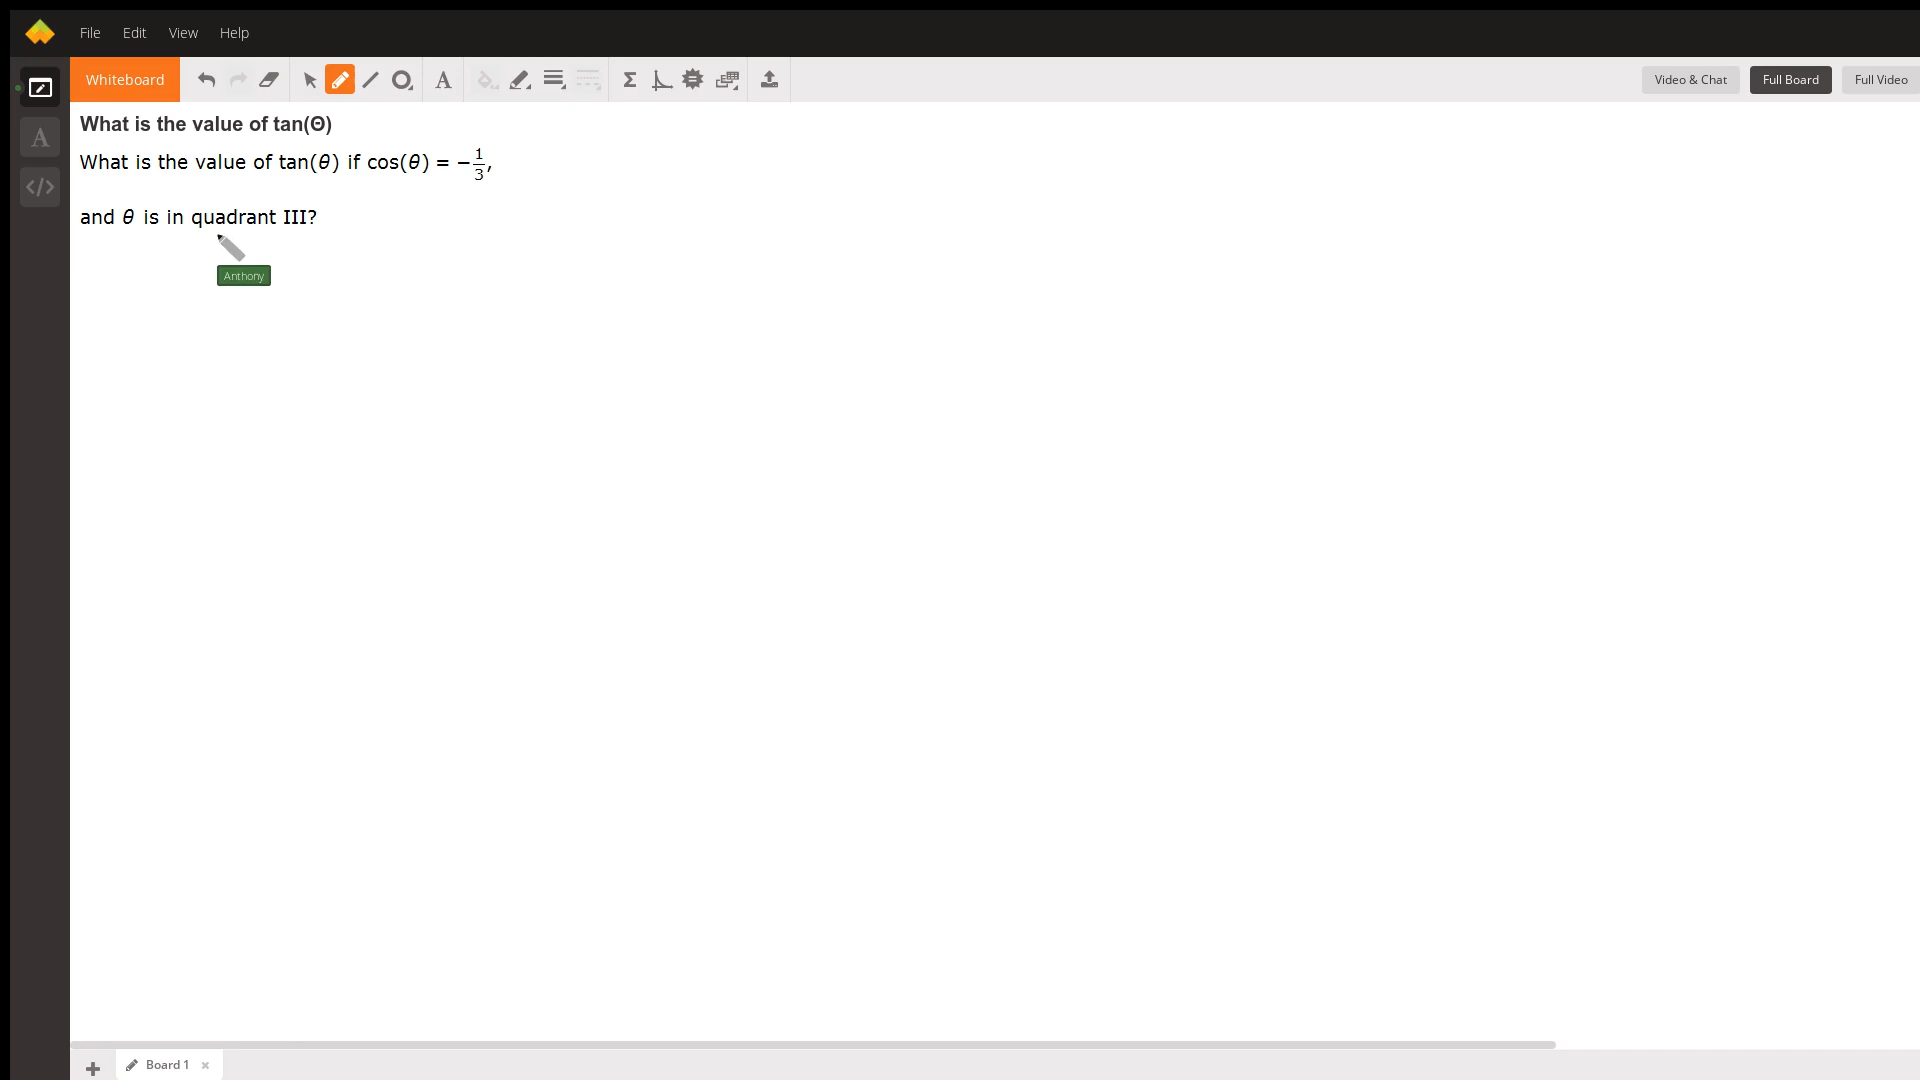 File Edit View Help
Whiteboard
Video & Chat Full Board Full Video
What is the value of tan(Θ)
What is the value of tan(θ) if cos(θ) = −1/3,
and θ is in quadrant III?
Anthony
Board 1